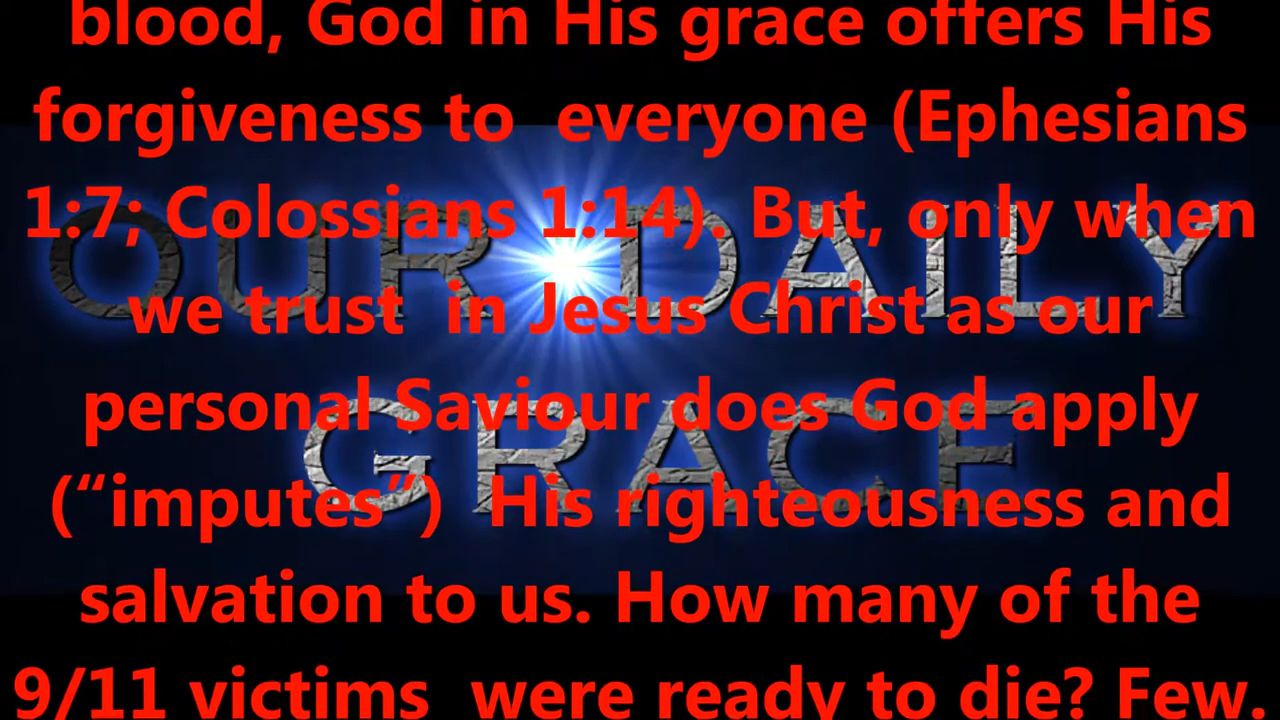 blood, God in His grace offers His
forgiveness to  everyone (Ephesians
1:7; Colossians 1:14). But, only when
we trust  in Jesus Christ as our
personal Saviour does God apply
(“imputes”)  His righteousness and
salvation to us. How many of the
9/11 victims  were ready to die? Few.
OUR DAILY
GRACE